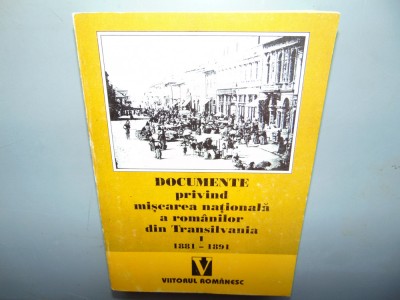 DOCUMENTE
privind
mişcarea naţională
a românilor
din Transilvania
I
1881 - 1891
V
VIITORUL ROMÂNESC